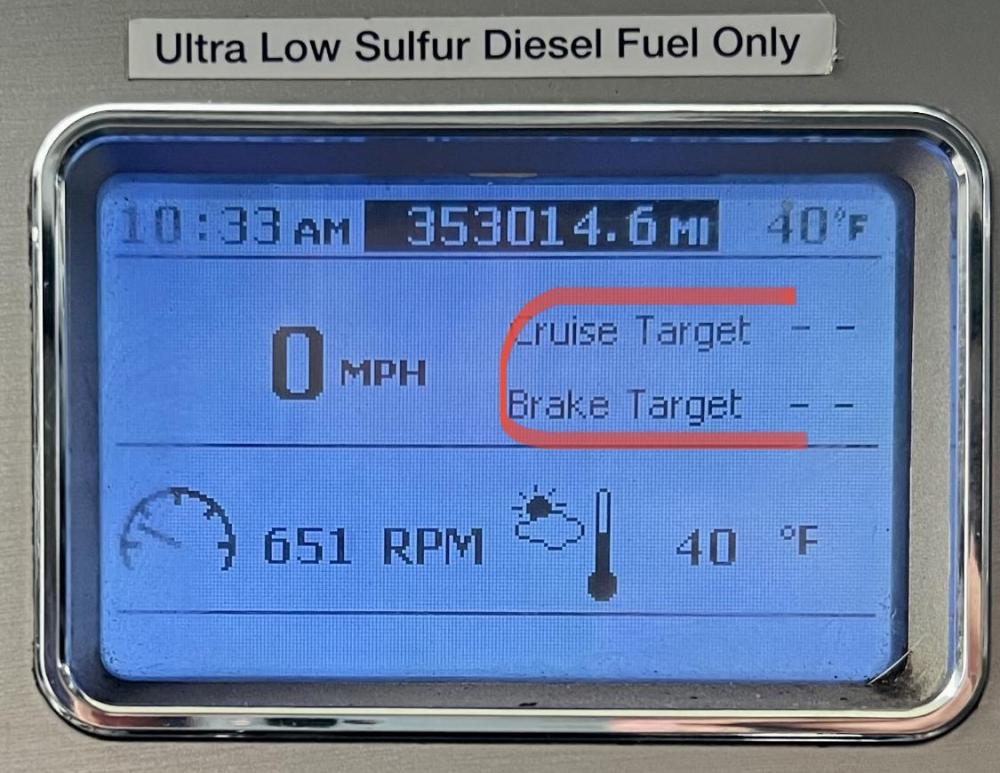 Ultra Low Sulfur Diesel Fuel Only
10:33 AM 353014.6 MI 40°F
Cruise Target - -
0 MPH
Brake Target - -
651 RPM 40 °F